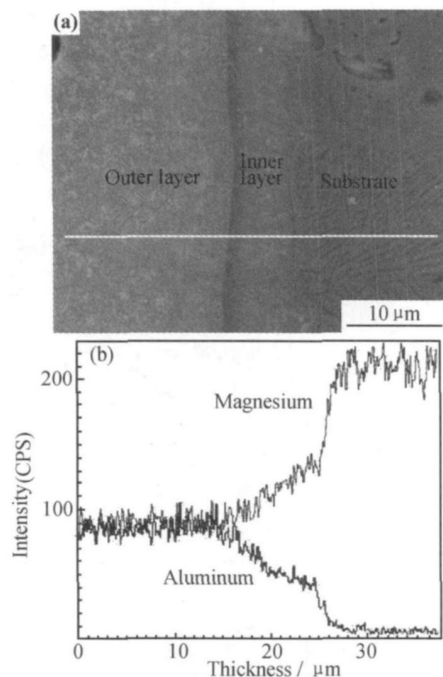 (a)
Outer layer
Inner
layer
Substrate
10 μm
(b)
200
Magnesium
100
Aluminum
0
0
10
20
30
Intensity(CPS)
Thickness / μm